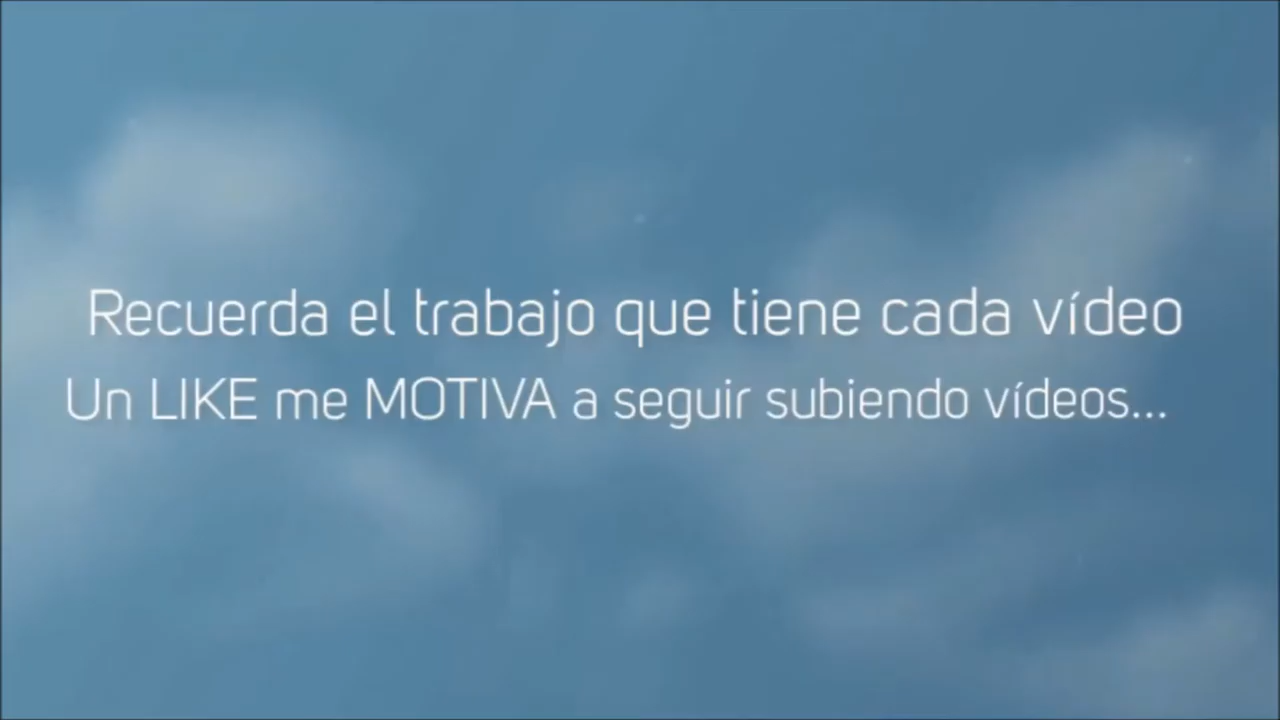 Recuerda el trabajo que tiene cada vídeo
Un LIKE me MOTIVA a seguir subiendo vídeos...